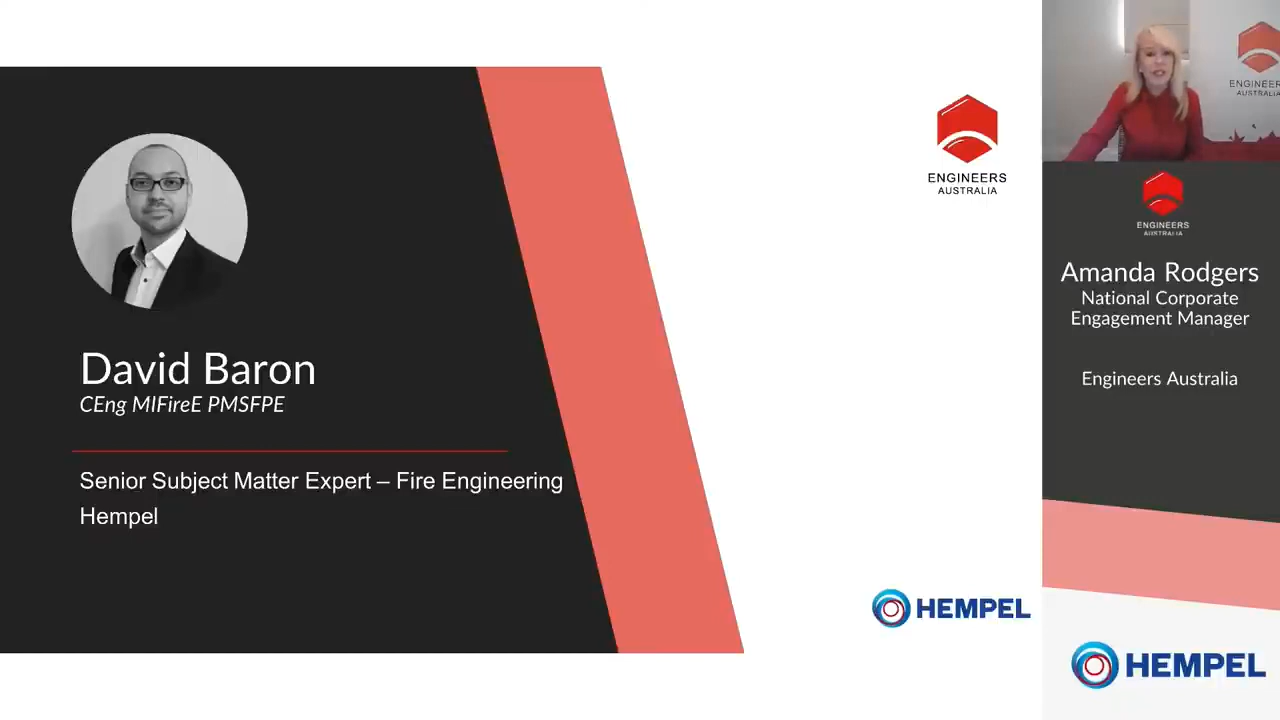 David Baron
CEng MIFireE PMSFPE
Senior Subject Matter Expert – Fire Engineering
Hempel
ENGINEERS
AUSTRALIA
HEMPEL
ENGINEERS
AUSTRALIA
Amanda Rodgers
National Corporate
Engagement Manager
Engineers Australia
HEMPEL